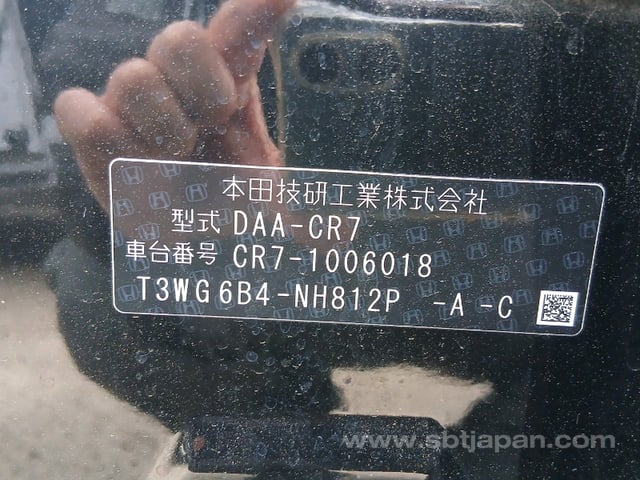 本田技研工業株式会社
型式 DAA-CR7
車台番号 CR7-1006018
T3WG6B4-NH812P -A -C
www.sbtjapan.com